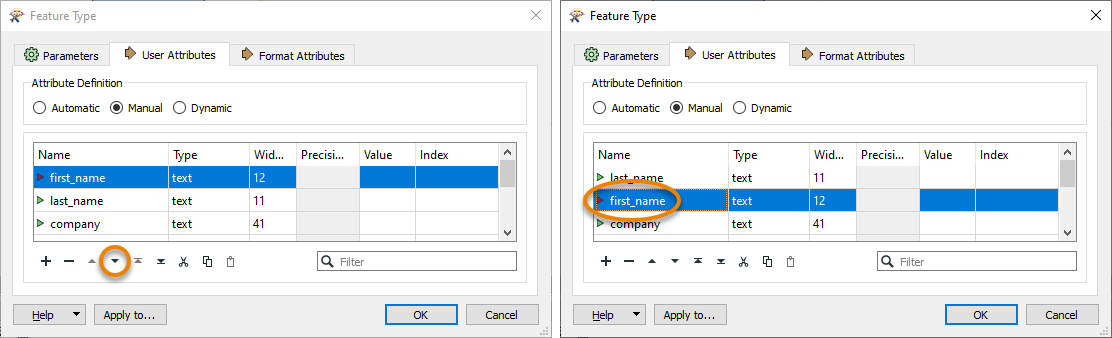 Feature Type
Parameters User Attributes Format Attributes
Attribute Definition
Automatic Manual Dynamic
Name Type Wid... Precisi... Value Index
first_name text 12
last_name text 11
company text 41
Filter
Help Apply to... OK Cancel
Feature Type
Parameters User Attributes Format Attributes
Attribute Definition
Automatic Manual Dynamic
Name Type Wid... Precisi... Value Index
last_name text 11
first_name text 12
company text 41
Filter
Help Apply to... OK Cancel